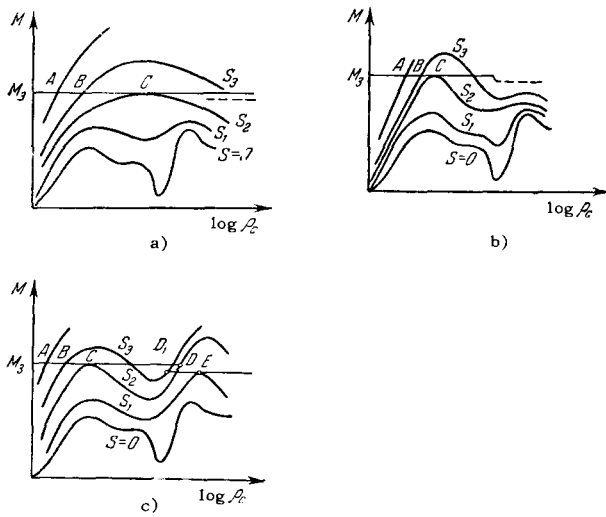 M
A
B
C
S₃
M₃
S₂
S₁
S=.7
log ρc
a)
M
A
B
C
S₃
M₃
S₂
S₁
S=0
log ρc
b)
M
A
B
C
S₃
D₁
D
E
M₃
S₂
S₁
S=0
log ρc
c)